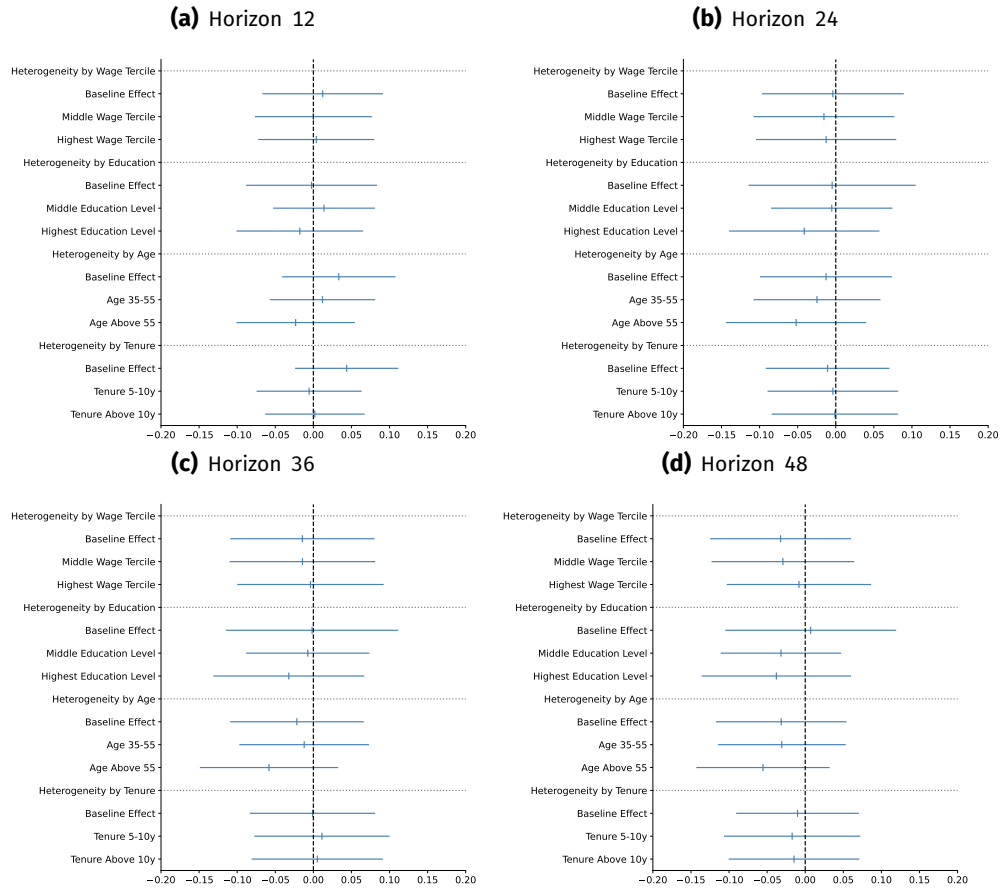 (a) Horizon 12
Heterogeneity by Wage Tercile
Baseline Effect
Middle Wage Tercile
Highest Wage Tercile
Heterogeneity by Education
Baseline Effect
Middle Education Level
Highest Education Level
Heterogeneity by Age
Baseline Effect
Age 35-55
Age Above 55
Heterogeneity by Tenure
Baseline Effect
Tenure 5-10y
Tenure Above 10y
−0.20 −0.15 −0.10 −0.05 0.00 0.05 0.10 0.15 0.20
(b) Horizon 24
Heterogeneity by Wage Tercile
Baseline Effect
Middle Wage Tercile
Highest Wage Tercile
Heterogeneity by Education
Baseline Effect
Middle Education Level
Highest Education Level
Heterogeneity by Age
Baseline Effect
Age 35-55
Age Above 55
Heterogeneity by Tenure
Baseline Effect
Tenure 5-10y
Tenure Above 10y
−0.20 −0.15 −0.10 −0.05 0.00 0.05 0.10 0.15 0.20
(c) Horizon 36
Heterogeneity by Wage Tercile
Baseline Effect
Middle Wage Tercile
Highest Wage Tercile
Heterogeneity by Education
Baseline Effect
Middle Education Level
Highest Education Level
Heterogeneity by Age
Baseline Effect
Age 35-55
Age Above 55
Heterogeneity by Tenure
Baseline Effect
Tenure 5-10y
Tenure Above 10y
−0.20 −0.15 −0.10 −0.05 0.00 0.05 0.10 0.15 0.20
(d) Horizon 48
Heterogeneity by Wage Tercile
Baseline Effect
Middle Wage Tercile
Highest Wage Tercile
Heterogeneity by Education
Baseline Effect
Middle Education Level
Highest Education Level
Heterogeneity by Age
Baseline Effect
Age 35-55
Age Above 55
Heterogeneity by Tenure
Baseline Effect
Tenure 5-10y
Tenure Above 10y
−0.20 −0.15 −0.10 −0.05 0.00 0.05 0.10 0.15 0.20